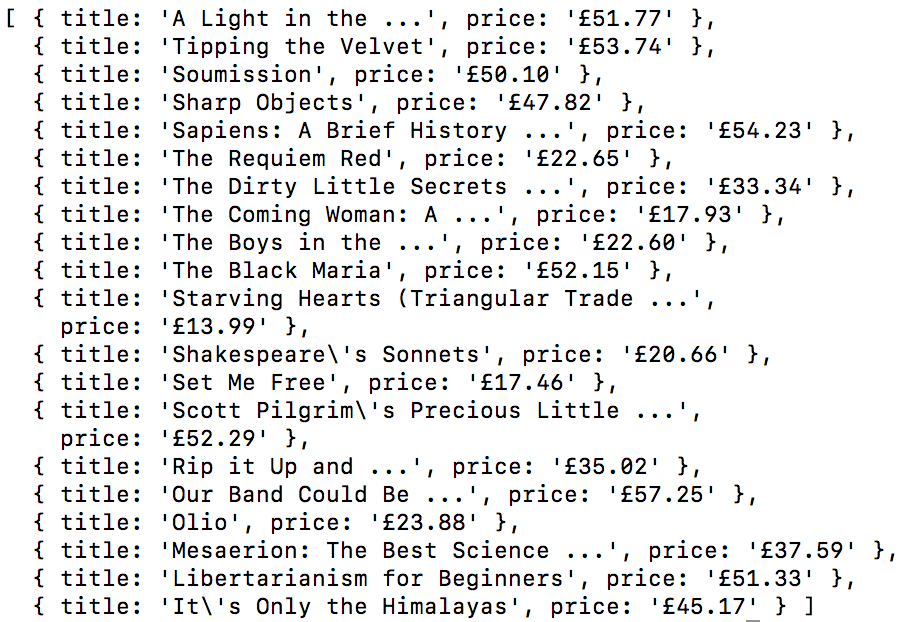 [ { title: 'A Light in the ...', price: '£51.77' },
  { title: 'Tipping the Velvet', price: '£53.74' },
  { title: 'Soumission', price: '£50.10' },
  { title: 'Sharp Objects', price: '£47.82' },
  { title: 'Sapiens: A Brief History ...', price: '£54.23' },
  { title: 'The Requiem Red', price: '£22.65' },
  { title: 'The Dirty Little Secrets ...', price: '£33.34' },
  { title: 'The Coming Woman: A ...', price: '£17.93' },
  { title: 'The Boys in the ...', price: '£22.60' },
  { title: 'The Black Maria', price: '£52.15' },
  { title: 'Starving Hearts (Triangular Trade ...',
    price: '£13.99' },
  { title: 'Shakespeare\'s Sonnets', price: '£20.66' },
  { title: 'Set Me Free', price: '£17.46' },
  { title: 'Scott Pilgrim\'s Precious Little ...',
    price: '£52.29' },
  { title: 'Rip it Up and ...', price: '£35.02' },
  { title: 'Our Band Could Be ...', price: '£57.25' },
  { title: 'Olio', price: '£23.88' },
  { title: 'Mesaerion: The Best Science ...', price: '£37.59' },
  { title: 'Libertarianism for Beginners', price: '£51.33' },
  { title: 'It\'s Only the Himalayas', price: '£45.17' } ]